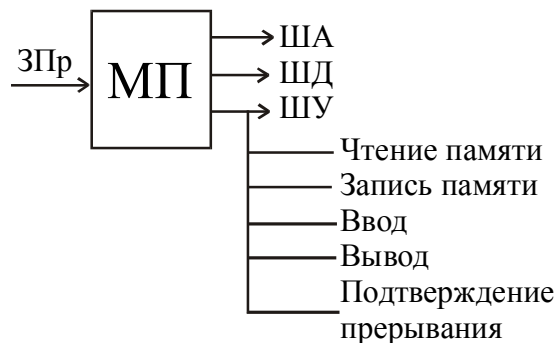 ЗПр
МП
ША
ШД
ШУ
Чтение памяти
Запись памяти
Ввод
Вывод
Подтверждение
прерывания